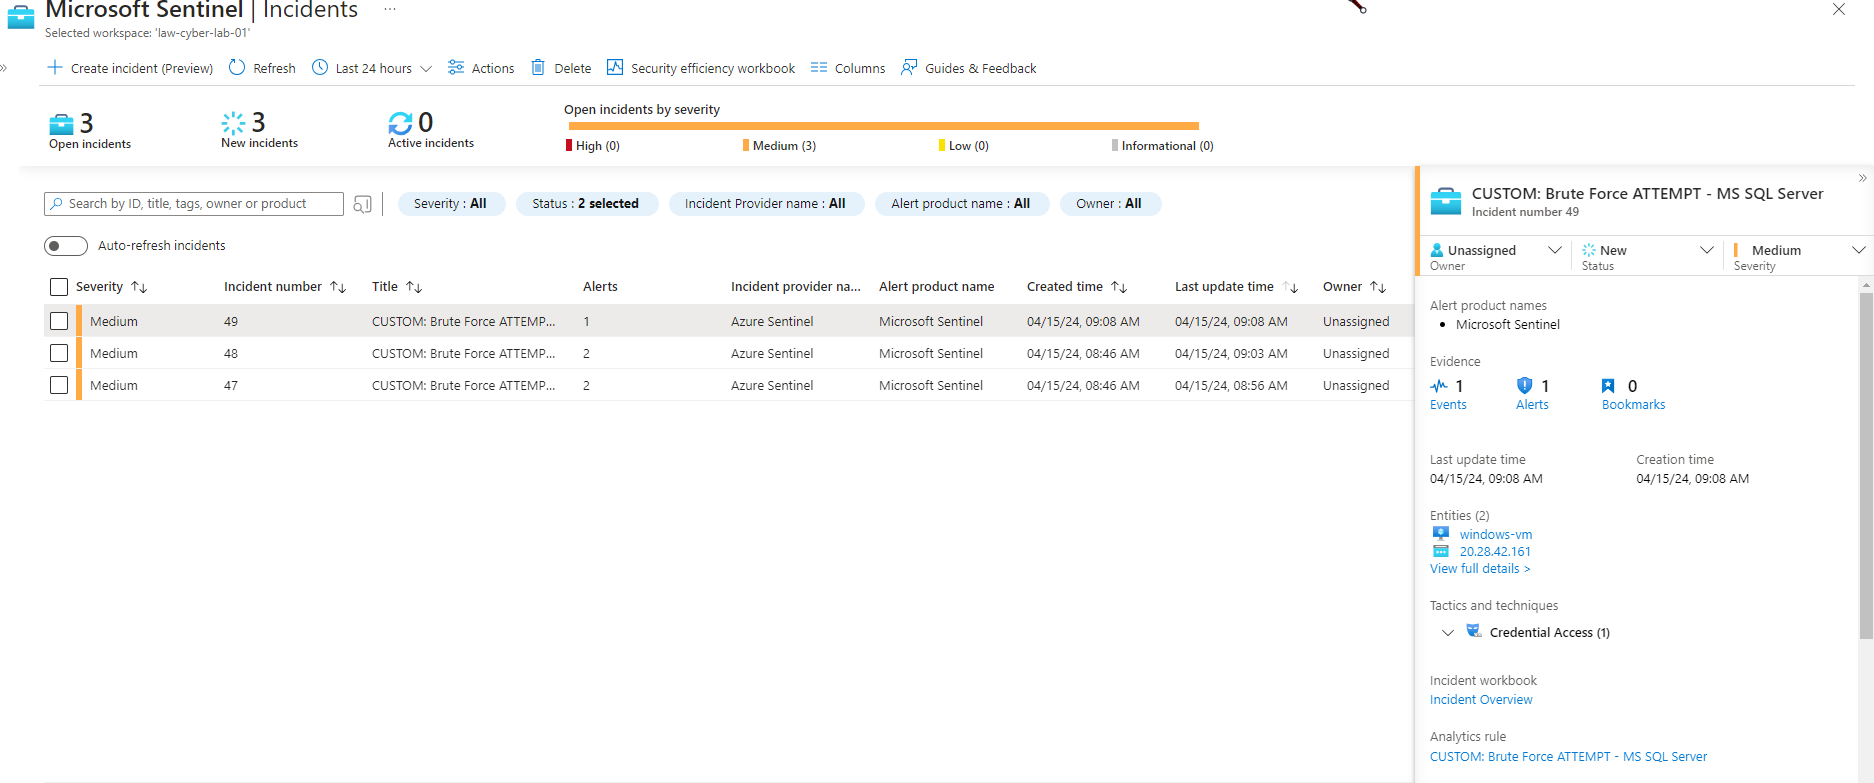 Microsoft Sentinel | Incidents ...
Selected workspace: 'law-cyber-lab-01'
Create incident (Preview) Refresh Last 24 hours Actions Delete Security efficiency workbook Columns Guides & Feedback
3 Open incidents
3 New incidents
0 Active incidents
Open incidents by severity
High (0) Medium (3) Low (0) Informational (0)
Search by ID, title, tags, owner or product
Severity : All Status : 2 selected Incident Provider name : All Alert product name : All Owner : All
Auto-refresh incidents
Severity Incident number Title Alerts Incident provider na... Alert product name Created time Last update time Owner
Medium 49 CUSTOM: Brute Force ATTEMP... 1 Azure Sentinel Microsoft Sentinel 04/15/24, 09:08 AM 04/15/24, 09:08 AM Unassigned
Medium 48 CUSTOM: Brute Force ATTEMP... 2 Azure Sentinel Microsoft Sentinel 04/15/24, 08:46 AM 04/15/24, 09:03 AM Unassigned
Medium 47 CUSTOM: Brute Force ATTEMP... 2 Azure Sentinel Microsoft Sentinel 04/15/24, 08:46 AM 04/15/24, 08:56 AM Unassigned
CUSTOM: Brute Force ATTEMPT - MS SQL Server
Incident number 49
Unassigned New Medium
Owner Status Severity
Alert product names
• Microsoft Sentinel
Evidence
1 1 0
Events Alerts Bookmarks
Last update time Creation time
04/15/24, 09:08 AM 04/15/24, 09:08 AM
Entities (2)
windows-vm
20.28.42.161
View full details >
Tactics and techniques
Credential Access (1)
Incident workbook
Incident Overview
Analytics rule
CUSTOM: Brute Force ATTEMPT - MS SQL Server